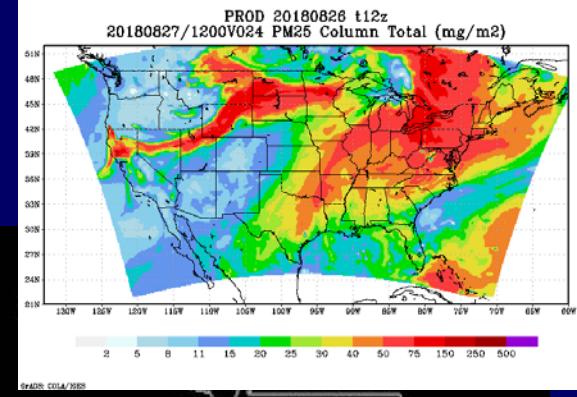 PROD 20180826 t12z
20180827/1200V024 PM25 Column Total (mg/m2)
51N
48N
45N
42N
39N
36N
33N
30N
27N
24N
21N
130W 125W 120W 115W 110W 105W 100W 95W 90W 85W 80W 75W 70W 65W 60W
2 5 8 11 15 20 25 30 40 50 75 150 250 500
GrADS: COLA/IGES